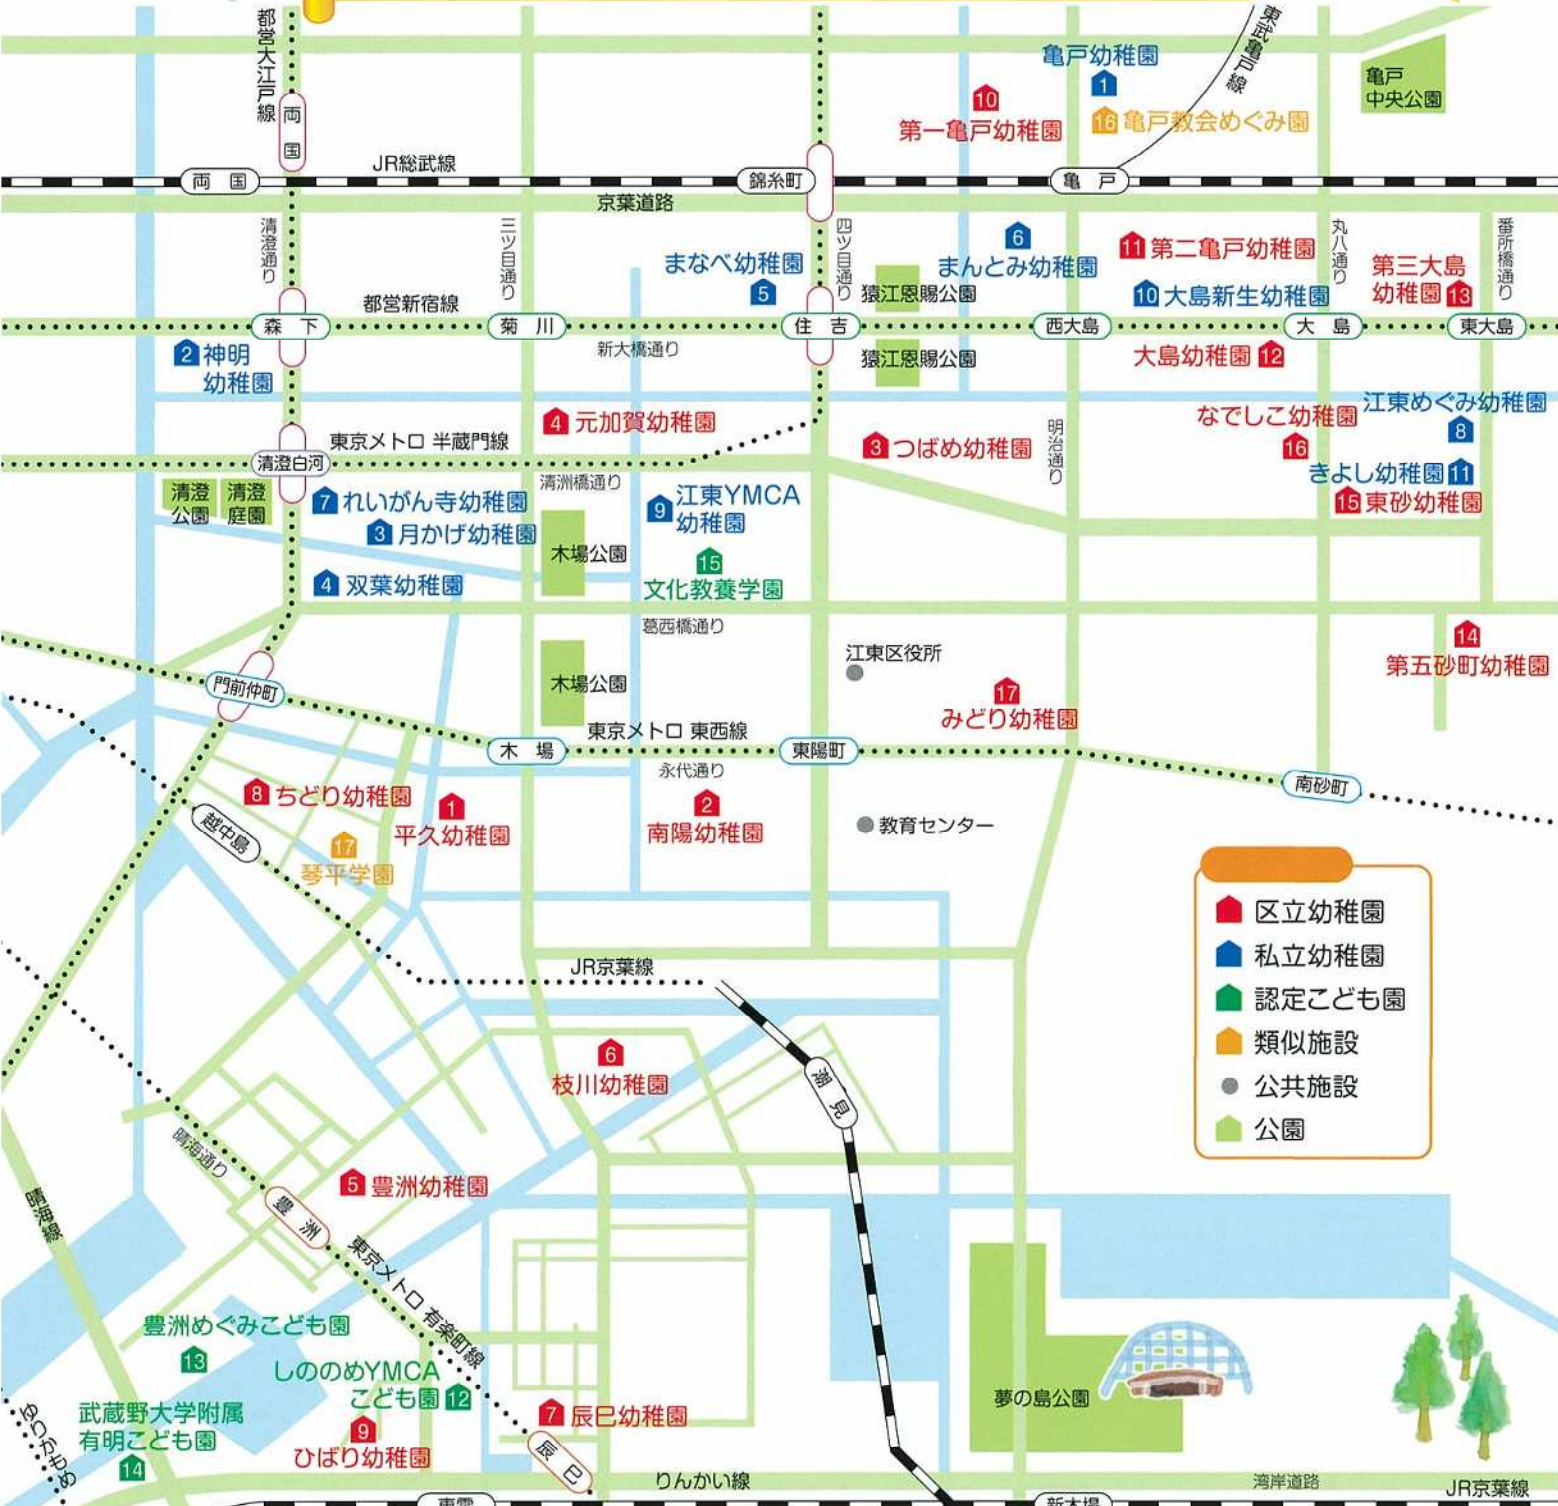 都営大江戸線
両国
東武亀戸線
亀戸幼稚園
1
亀戸
中央公園
10
第一亀戸幼稚園
16 亀戸教会めぐみ園
JR総武線
両国
錦糸町
亀戸
京葉道路
清澄通り
三ツ目通り
四ツ目通り
丸八通り
番所橋通り
まなべ幼稚園
5
猿江恩賜公園
6
まんとみ幼稚園
11 第二亀戸幼稚園
10 大島新生幼稚園
第三大島
幼稚園 13
都営新宿線
森下
菊川
住吉
西大島
大島
東大島
新大橋通り
2 神明
幼稚園
猿江恩賜公園
大島幼稚園 12
4 元加賀幼稚園
3 つばめ幼稚園
明治通り
なでしこ幼稚園
16
江東めぐみ幼稚園
8
きよし幼稚園 11
15 東砂幼稚園
東京メトロ 半蔵門線
清澄白河
清洲橋通り
清澄
公園
清澄
庭園
7 れいがん寺幼稚園
3 月かげ幼稚園
9 江東YMCA
幼稚園
木場公園
15
文化教養学園
4 双葉幼稚園
葛西橋通り
14
第五砂町幼稚園
江東区役所
17
みどり幼稚園
門前仲町
木場公園
東京メトロ 東西線
木場
東陽町
南砂町
永代通り
8 ちどり幼稚園
1
平久幼稚園
2
南陽幼稚園
教育センター
越中島
17
琴平学園
区立幼稚園
私立幼稚園
認定こども園
類似施設
公共施設
公園
JR京葉線
6
枝川幼稚園
潮見
晴海通り
5 豊洲幼稚園
豊洲
晴海線
東京メトロ 有楽町線
豊洲めぐみこども園
13
しののめYMCA
こども園 12
武蔵野大学附属
有明こども園
14
9
ひばり幼稚園
7 辰巳幼稚園
辰巳
夢の島公園
ゆりかもめ
りんかい線
湾岸道路
JR京葉線
東雲
新木場